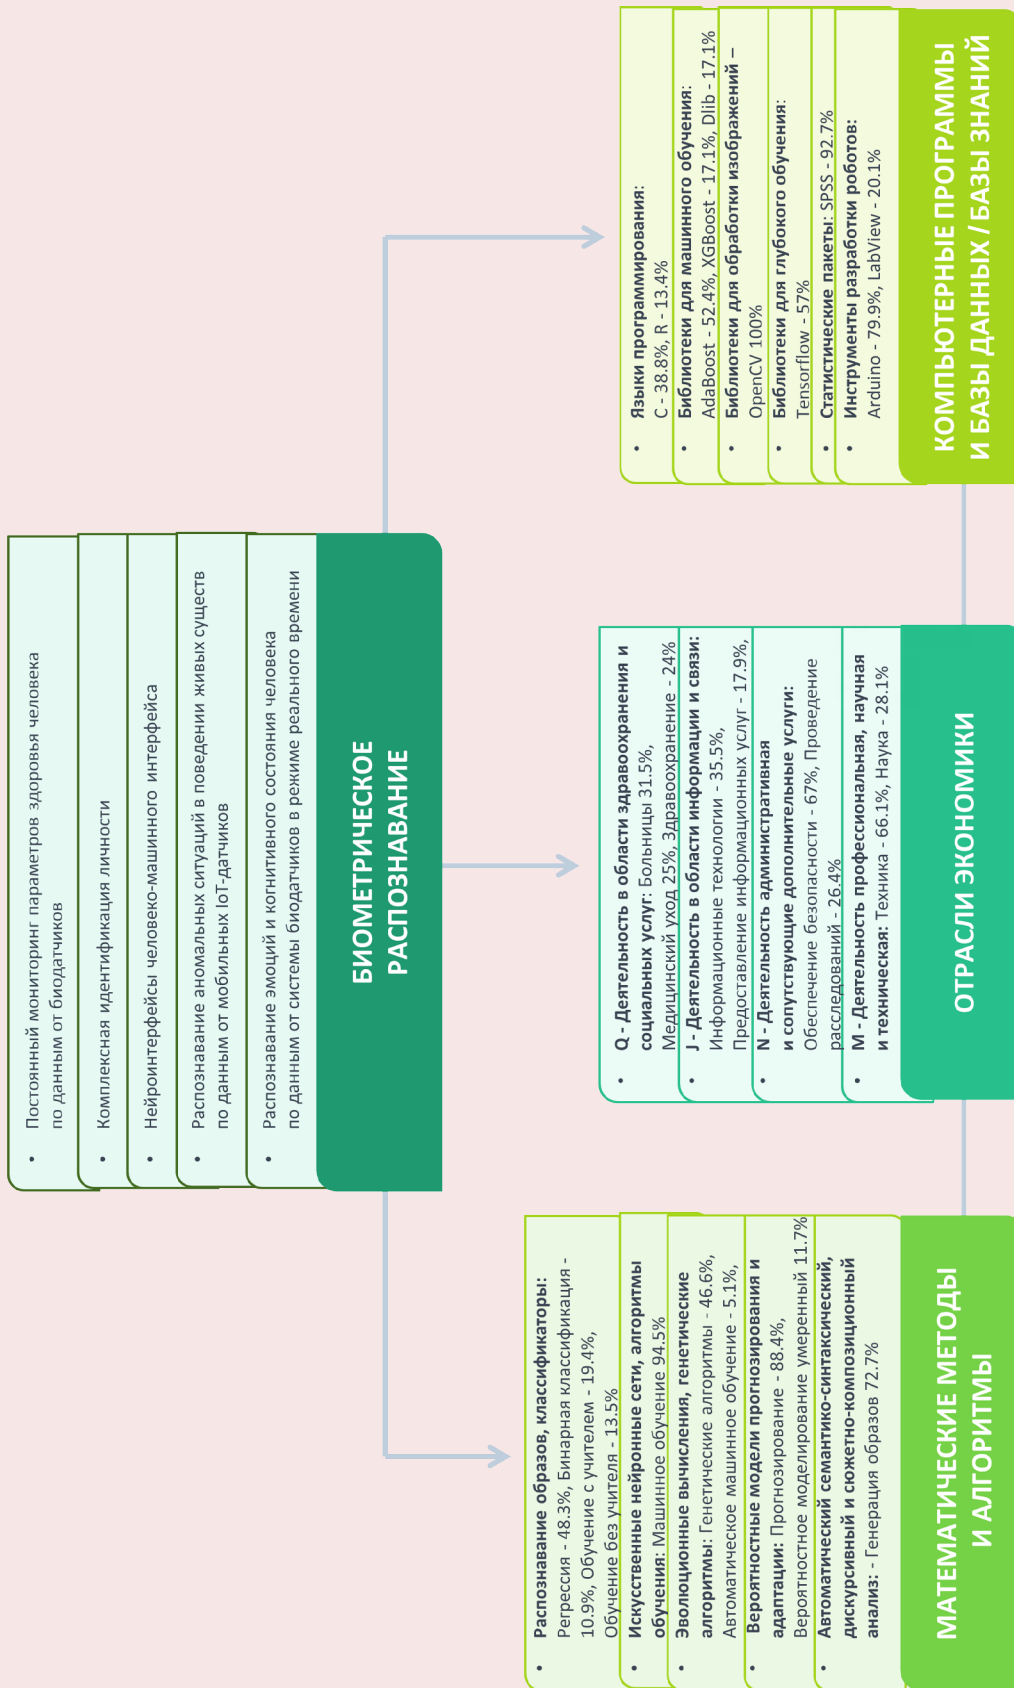 Постоянный мониторинг параметров здоровья человека
по данным от биодатчиков
Комплексная идентификация личности
Нейроинтерфейсы человеко-машинного интерфейса
Распознавание аномальных ситуаций в поведении живых существ
по данным от мобильных IoT-датчиков
Распознавание эмоций и когнитивного состояния человека
по данным от системы биодатчиков в режиме реального времени
БИОМЕТРИЧЕСКОЕ
РАСПОЗНАВАНИЕ
Распознавание образов, классификаторы:
Регрессия - 48.3%, Бинарная классификация -
10.9%, Обучение с учителем - 19.4%,
Обучение без учителя - 13.5%
Искусственные нейронные сети, алгоритмы
обучения: Машинное обучение 94.5%
Эволюционные вычисления, генетические
алгоритмы: Генетические алгоритмы - 46.6%,
Автоматическое машинное обучение - 5.1%,
Вероятностные модели прогнозирования и
адаптации: Прогнозирование - 88.4%,
Вероятностное моделирование умеренный 11.7%
Автоматический семантико-синтаксический,
дискурсивный и сюжетно-композиционный
анализ: - Генерация образов 72.7%
МАТЕМАТИЧЕСКИЕ МЕТОДЫ
И АЛГОРИТМЫ
Q - Деятельность в области здравоохранения и
социальных услуг: Больницы 31.5%,
Медицинский уход 25%, Здравоохранение - 24%
J - Деятельность в области информации и связи:
Информационные технологии - 35.5%,
Предоставление информационных услуг - 17.9%,
N - Деятельность административная
и сопутствующие дополнительные услуги:
Обеспечение безопасности - 67%, Проведение
расследований - 26.4%
M - Деятельность профессиональная, научная
и техническая: Техника - 66.1%, Наука - 28.1%
ОТРАСЛИ ЭКОНОМИКИ
Языки программирования:
C - 38.8%, R - 13.4%
Библиотеки для машинного обучения:
AdaBoost - 52.4%, XGBoost - 17.1%, Dlib - 17.1%
Библиотеки для обработки изображений –
OpenCV 100%
Библиотеки для глубокого обучения:
Tensorflow - 57%
Статистические пакеты: SPSS - 92.7%
Инструменты разработки роботов:
Arduino - 79.9%, LabView - 20.1%
КОМПЬЮТЕРНЫЕ ПРОГРАММЫ
И БАЗЫ ДАННЫХ / БАЗЫ ЗНАНИЙ